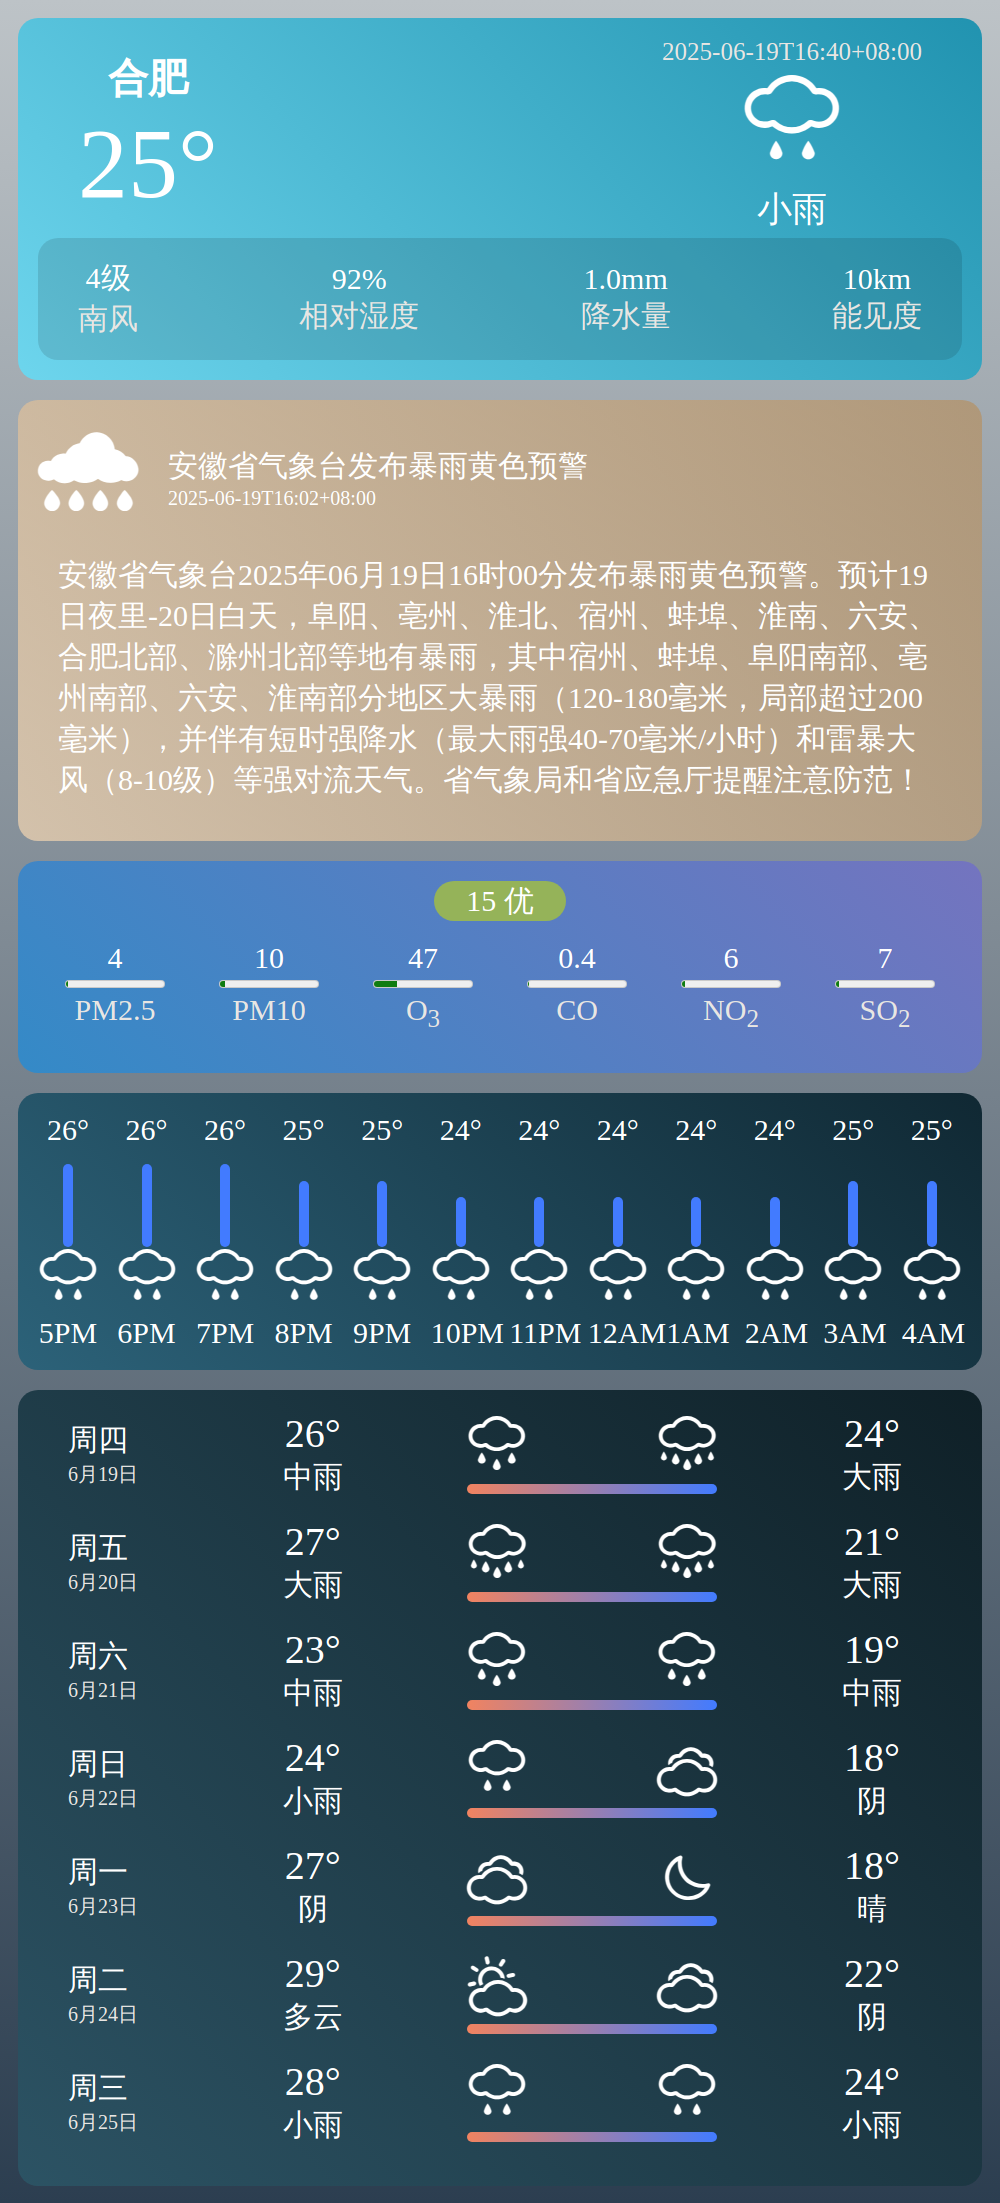 合肥
25°
2025-06-19T16:40+08:00
小雨
4级 92% 1.0mm 10km
南风 相对湿度 降水量 能见度
安徽省气象台发布暴雨黄色预警
2025-06-19T16:02+08:00
安徽省气象台2025年06月19日16时00分发布暴雨黄色预警。预计19
日夜里-20日白天，阜阳、亳州、淮北、宿州、蚌埠、淮南、六安、
合肥北部、滁州北部等地有暴雨，其中宿州、蚌埠、阜阳南部、亳
州南部、六安、淮南部分地区大暴雨（120-180毫米，局部超过200
毫米），并伴有短时强降水（最大雨强40-70毫米/小时）和雷暴大
风（8-10级）等强对流天气。省气象局和省应急厅提醒注意防范！
15 优
4 10 47 0.4 6 7
PM2.5 PM10 O3 CO NO2 SO2
26° 26° 26° 25° 25° 24° 24° 24° 24° 24° 25° 25°
5PM 6PM 7PM 8PM 9PM 10PM 11PM 12AM 1AM 2AM 3AM 4AM
周四 26° 24°
6月19日 中雨 大雨
周五 27° 21°
6月20日 大雨 大雨
周六 23° 19°
6月21日 中雨 中雨
周日 24° 18°
6月22日 小雨 阴
周一 27° 18°
6月23日 阴 晴
周二 29° 22°
6月24日 多云 阴
周三 28° 24°
6月25日 小雨 小雨